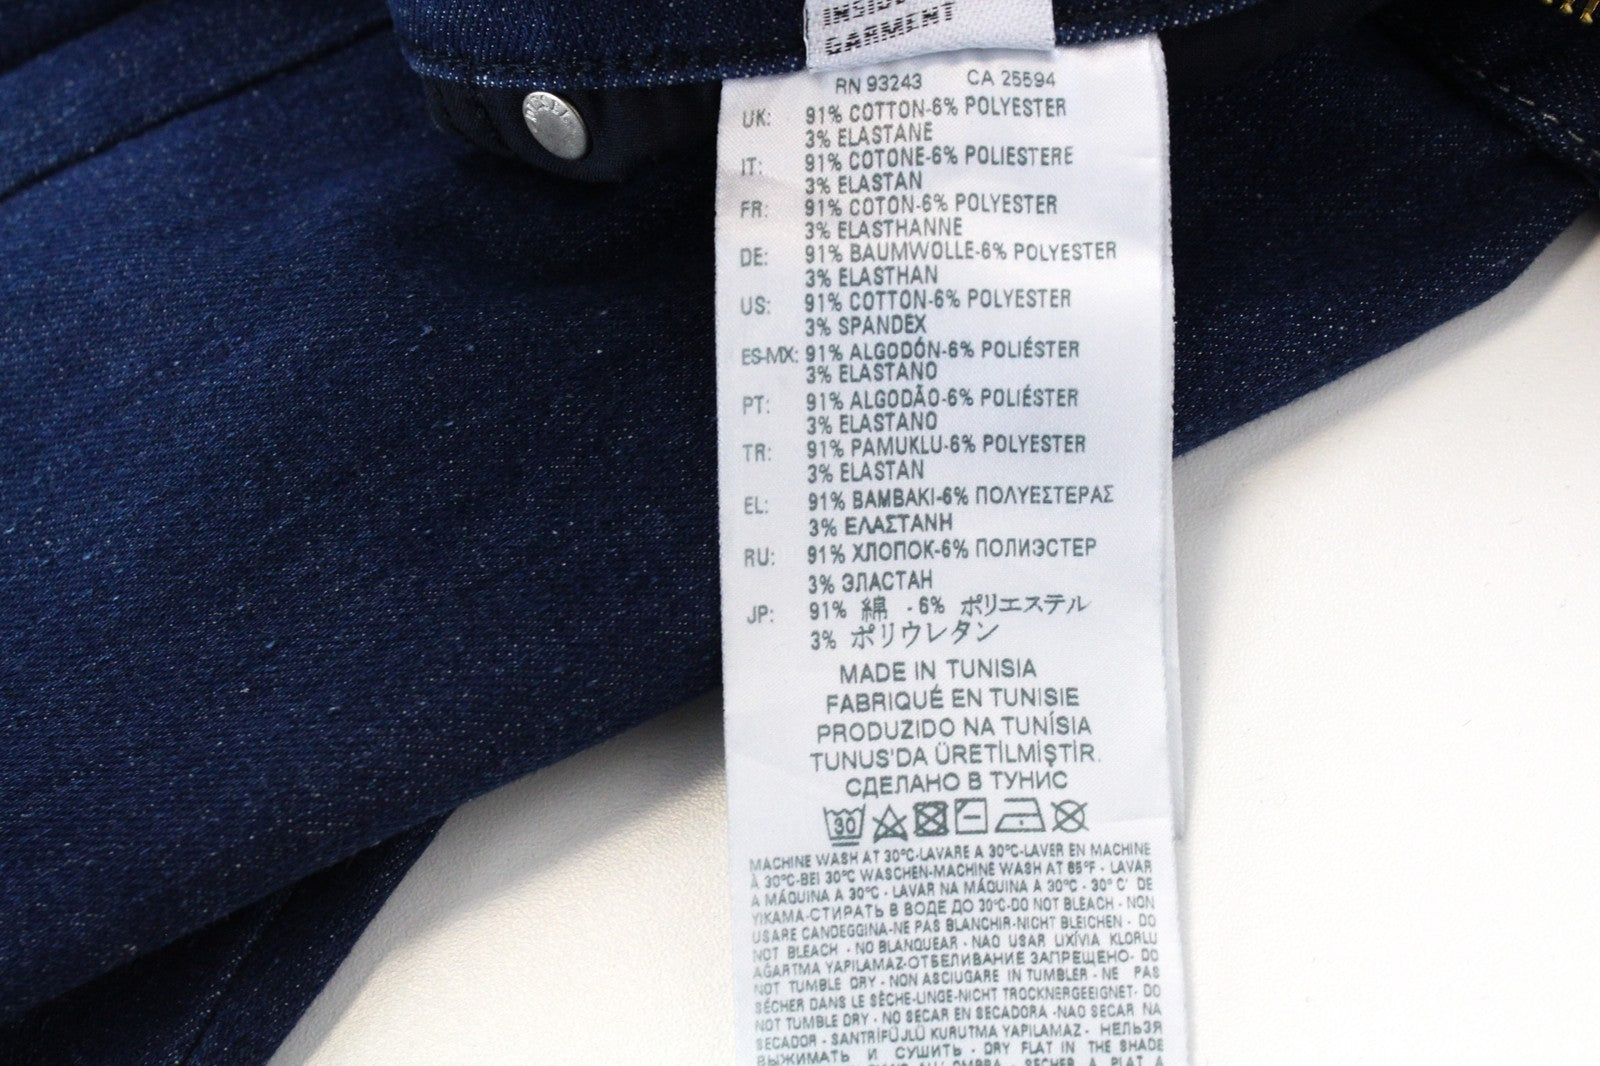 INSIDE
GARMENT
RN 93243 CA 25594
UK: 91% COTTON-6% POLYESTER
3% ELASTANE
IT: 91% COTONE-6% POLIESTERE
3% ELASTAN
FR: 91% COTON-6% POLYESTER
3% ELASTHANNE
DE: 91% BAUMWOLLE-6% POLYESTER
3% ELASTHAN
US: 91% COTTON-6% POLYESTER
3% SPANDEX
ES-MX: 91% ALGODÓN-6% POLIÉSTER
3% ELASTANO
PT: 91% ALGODÃO-6% POLIÉSTER
3% ELASTANO
TR: 91% PAMUKLU-6% POLYESTER
3% ELASTAN
EL: 91% ΒΑΜΒΑΚΙ-6% ΠΟΛΥΕΣΤΕΡΑΣ
3% ΕΛΑΣΤΑΝΗ
RU: 91% ХЛОПОК-6% ПОЛИЭСТЕР
3% ЭЛАСТАН
JP: 91% 綿 - 6% ポリエステル
3% ポリウレタン
MADE IN TUNISIA
FABRIQUÉ EN TUNISIE
PRODUZIDO NA TUNÍSIA
TUNUS'DA ÜRETİLMİŞTİR.
СДЕЛАНО В ТУНИС
30
MACHINE WASH AT 30°C-LAVARE A 30°C-LAVER EN MACHINE
À 30°C-BEI 30°C WASCHEN-MACHINE WASH AT 85°F - LAVAR
A MÁQUINA A 30°C - LAVAR NA MÁQUINA À 30°C - 30° C' DE
YIKAMA-СТИРАТЬ В ВОДЕ ДО 30°C-DO NOT BLEACH - NON
USARE CANDEGGINA-NE PAS BLANCHIR-NICHT BLEICHEN - DO
NOT BLEACH - NO BLANQUEAR - NAO USAR LIXÍVIA KLORLU
AĞARTMA YAPILAMAZ-ОТБЕЛИВАНИЕ ЗАПРЕЩЕНО- DO
NOT TUMBLE DRY - NON ASCIUGARE IN TUMBLER - NE PAS
SÉCHER DANS LE SÈCHE-LINGE-NICHT TROCKNERGEEIGNET- DO
NOT TUMBLE DRY - NO SECAR EN SECADORA -NAO SECAR NA
SECADOR - SANTRİFÜJLÜ KURUTMA YAPILAMAZ - НЕЛЬЗЯ
ВЫЖИМАТЬ И СУШИТЬ - DRY FLAT IN THE SHADE
OMBRA - SÉCHER A PLAT A